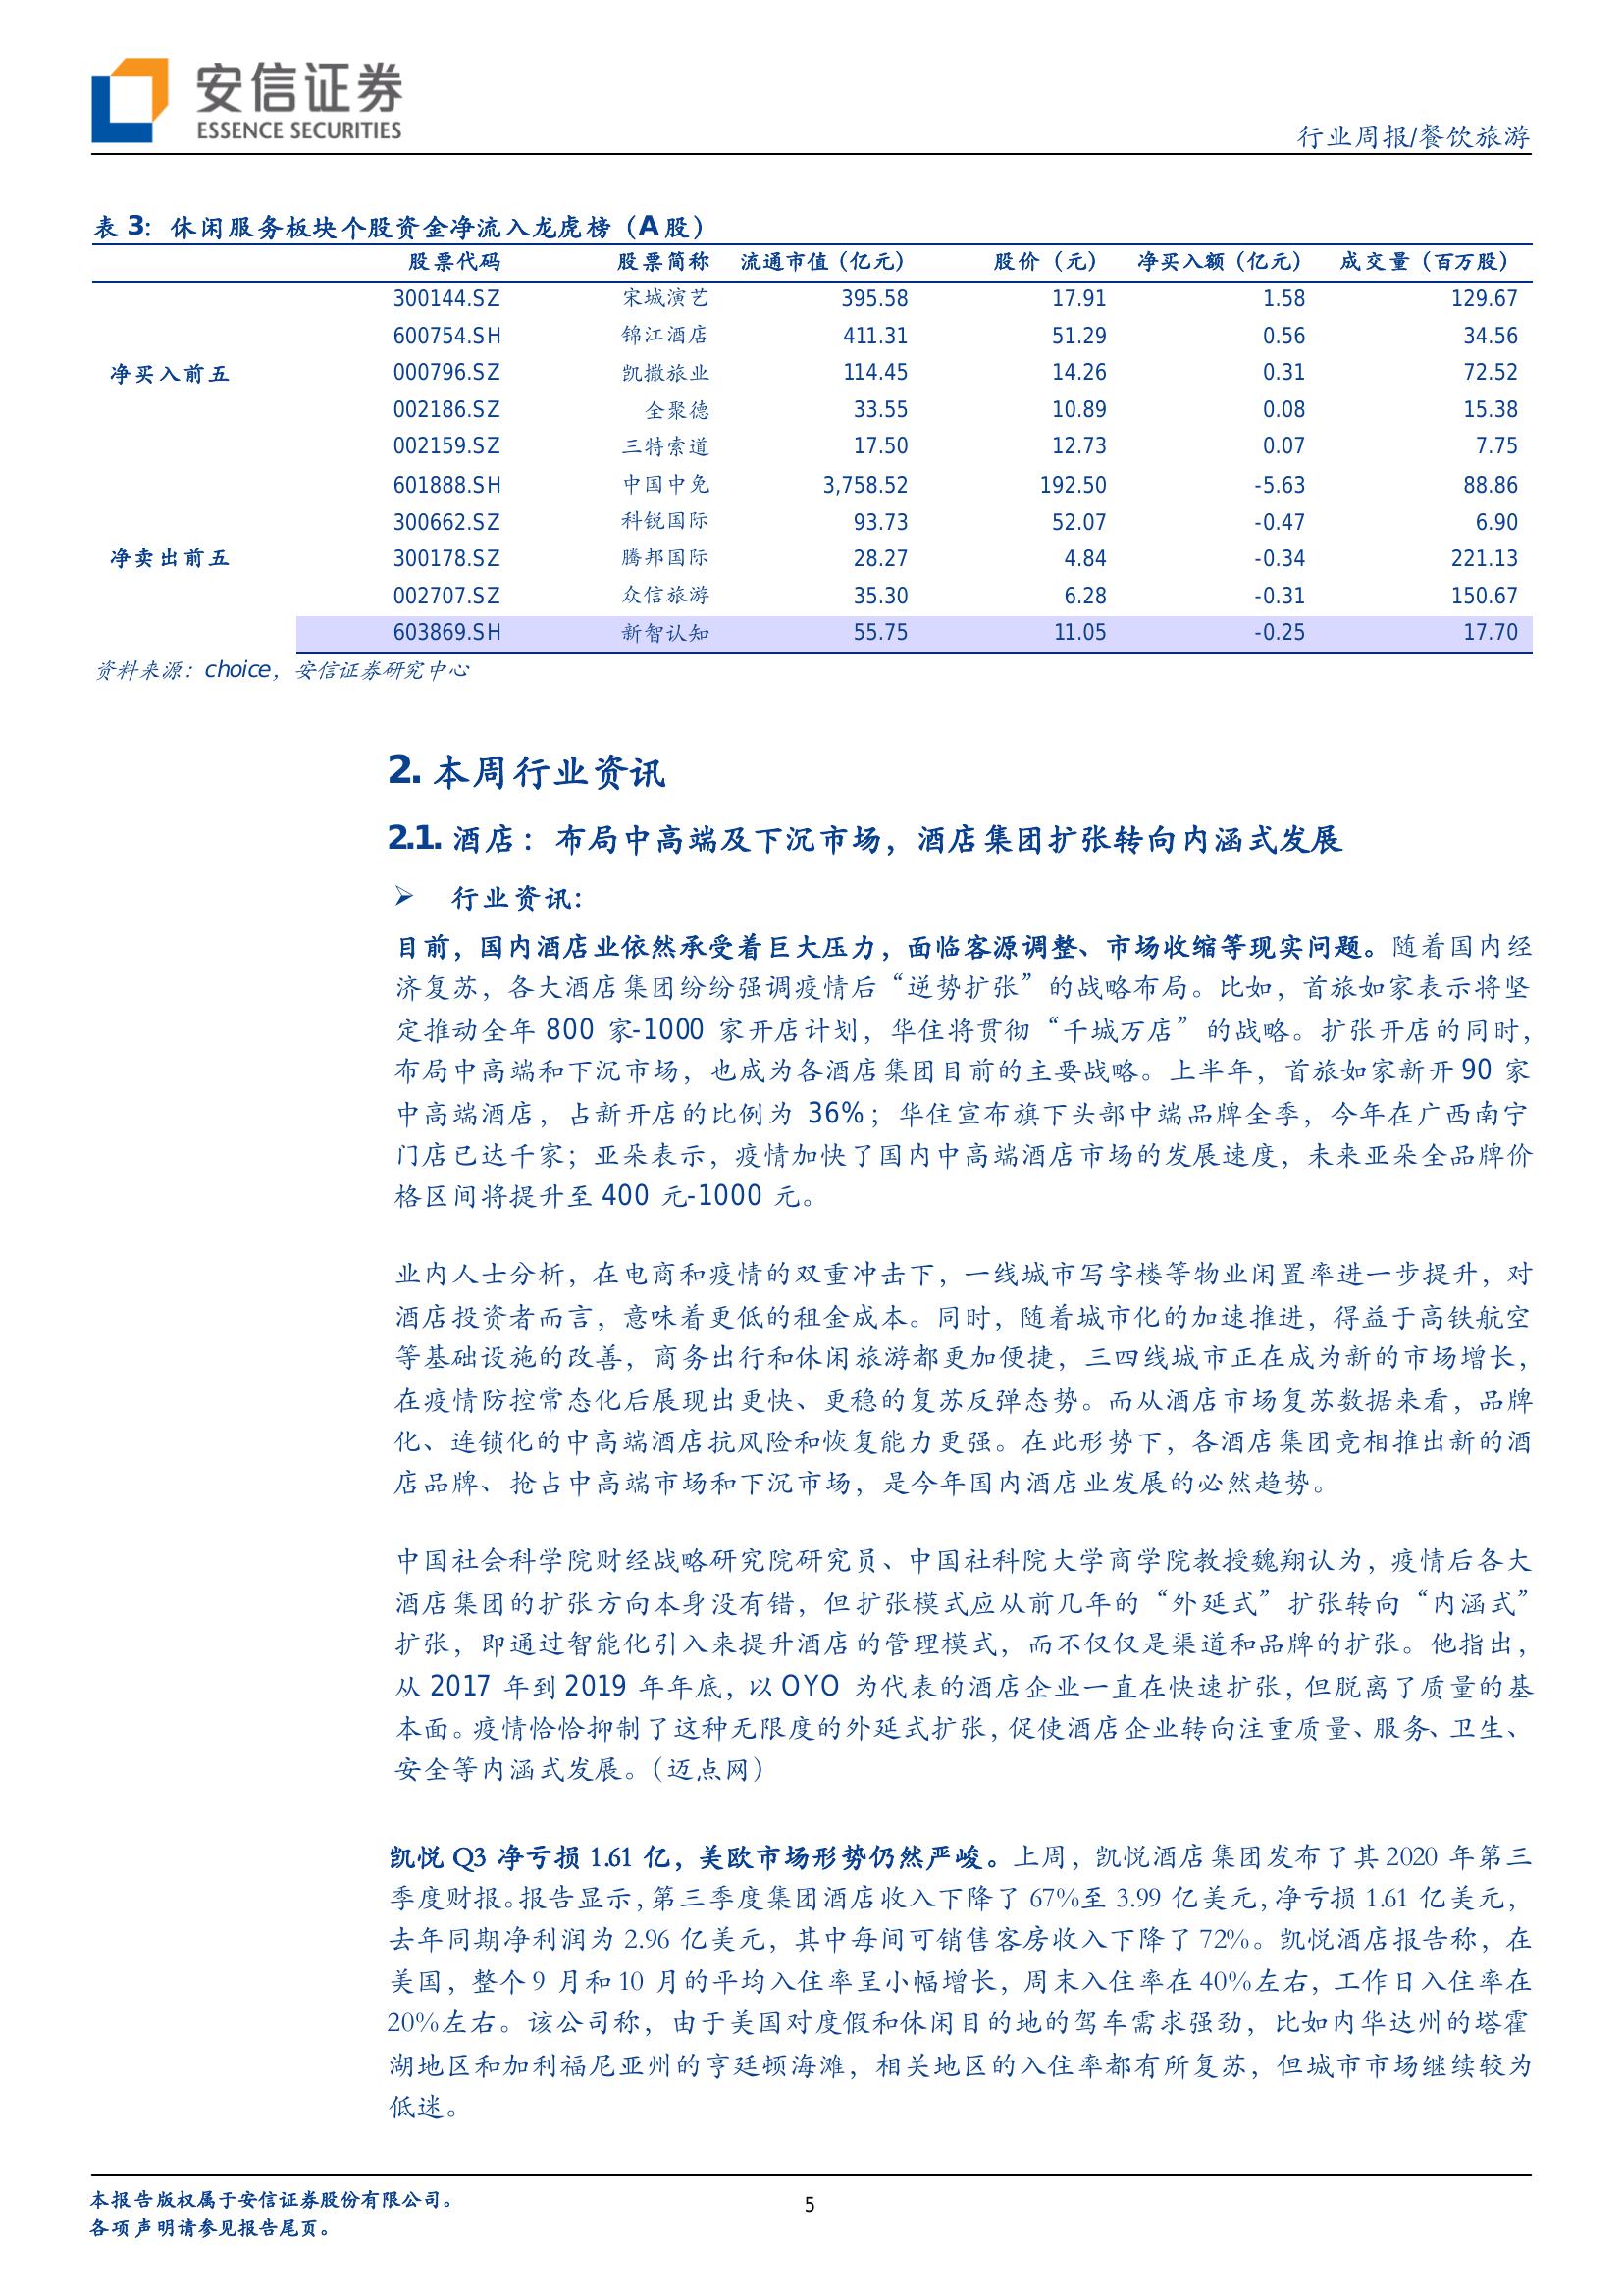 安信证券
ESSENCE SECURITIES
行业周报/餐饮旅游
表 3：休闲服务板块个股资金净流入龙虎榜（A 股）
股票代码 股票简称 流通市值（亿元） 股价（元） 净买入额（亿元） 成交量（百万股）
300144.SZ 宋城演艺 395.58 17.91 1.58 129.67
600754.SH 锦江酒店 411.31 51.29 0.56 34.56
净买入前五 000796.SZ 凯撒旅业 114.45 14.26 0.31 72.52
002186.SZ 全聚德 33.55 10.89 0.08 15.38
002159.SZ 三特索道 17.50 12.73 0.07 7.75
601888.SH 中国中免 3,758.52 192.50 -5.63 88.86
300662.SZ 科锐国际 93.73 52.07 -0.47 6.90
净卖出前五 300178.SZ 腾邦国际 28.27 4.84 -0.34 221.13
002707.SZ 众信旅游 35.30 6.28 -0.31 150.67
603869.SH 新智认知 55.75 11.05 -0.25 17.70
资料来源：choice，安信证券研究中心
2. 本周行业资讯
2.1. 酒店：布局中高端及下沉市场，酒店集团扩张转向内涵式发展
➢ 行业资讯：
目前，国内酒店业依然承受着巨大压力，面临客源调整、市场收缩等现实问题。随着国内经
济复苏，各大酒店集团纷纷强调疫情后“逆势扩张”的战略布局。比如，首旅如家表示将坚
定推动全年 800 家-1000 家开店计划，华住将贯彻“千城万店”的战略。扩张开店的同时，
布局中高端和下沉市场，也成为各酒店集团目前的主要战略。上半年，首旅如家新开 90 家
中高端酒店，占新开店的比例为 36%；华住宣布旗下头部中端品牌全季，今年在广西南宁
门店已达千家；亚朵表示，疫情加快了国内中高端酒店市场的发展速度，未来亚朵全品牌价
格区间将提升至 400 元-1000 元。
业内人士分析，在电商和疫情的双重冲击下，一线城市写字楼等物业闲置率进一步提升，对
酒店投资者而言，意味着更低的租金成本。同时，随着城市化的加速推进，得益于高铁航空
等基础设施的改善，商务出行和休闲旅游都更加便捷，三四线城市正在成为新的市场增长，
在疫情防控常态化后展现出更快、更稳的复苏反弹态势。而从酒店市场复苏数据来看，品牌
化、连锁化的中高端酒店抗风险和恢复能力更强。在此形势下，各酒店集团竞相推出新的酒
店品牌、抢占中高端市场和下沉市场，是今年国内酒店业发展的必然趋势。
中国社会科学院财经战略研究院研究员、中国社科院大学商学院教授魏翔认为，疫情后各大
酒店集团的扩张方向本身没有错，但扩张模式应从前几年的“外延式”扩张转向“内涵式”
扩张，即通过智能化引入来提升酒店的管理模式，而不仅仅是渠道和品牌的扩张。他指出，
从 2017 年到 2019 年年底，以 OYO 为代表的酒店企业一直在快速扩张，但脱离了质量的基
本面。疫情恰恰抑制了这种无限度的外延式扩张，促使酒店企业转向注重质量、服务、卫生、
安全等内涵式发展。（迈点网）
凯悦 Q3 净亏损 1.61 亿，美欧市场形势仍然严峻。上周，凯悦酒店集团发布了其 2020 年第三
季度财报。报告显示，第三季度集团酒店收入下降了 67%至 3.99 亿美元，净亏损 1.61 亿美元，
去年同期净利润为 2.96 亿美元，其中每间可销售客房收入下降了 72%。凯悦酒店报告称，在
美国，整个 9 月和 10 月的平均入住率呈小幅增长，周末入住率在 40%左右，工作日入住率在
20%左右。该公司称，由于美国对度假和休闲目的地的驾车需求强劲，比如内华达州的塔霍
湖地区和加利福尼亚州的亨廷顿海滩，相关地区的入住率都有所复苏，但城市市场继续较为
低迷。
本报告版权属于安信证券股份有限公司。
各项声明请参见报告尾页。
5